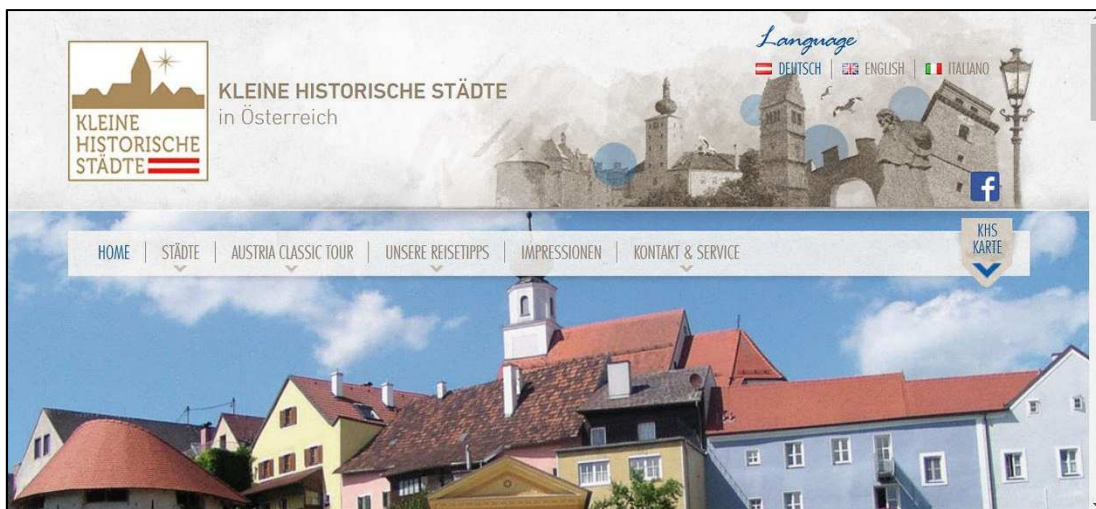 Language
DEUTSCH | ENGLISH | ITALIANO
KLEINE
HISTORISCHE
STÄDTE
KLEINE HISTORISCHE STÄDTE
in Österreich
f
HOME | STÄDTE | AUSTRIA CLASSIC TOUR | UNSERE REISETIPPS | IMPRESSIONEN | KONTAKT & SERVICE
KHS
KARTE